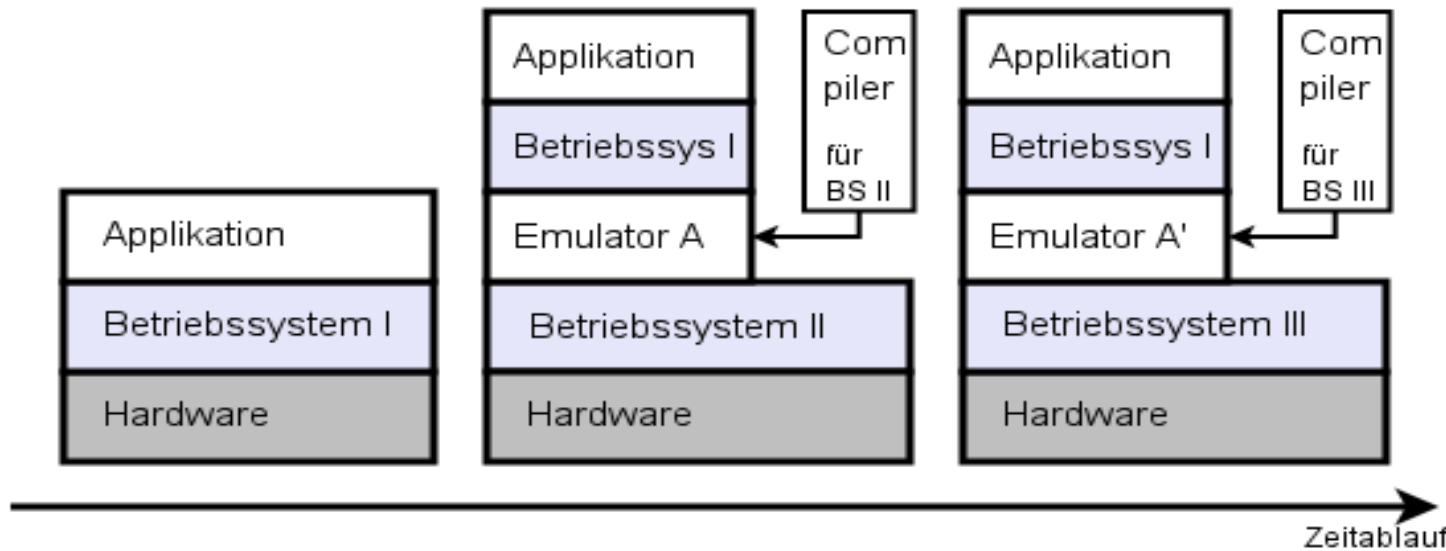 Applikation
Betriebssystem I
Hardware
Applikation
Betriebssys I
Emulator A
Betriebssystem II
Hardware
Com
piler
für
BS II
Applikation
Betriebssys I
Emulator A'
Betriebssystem III
Hardware
Com
piler
für
BS III
Zeitablauf